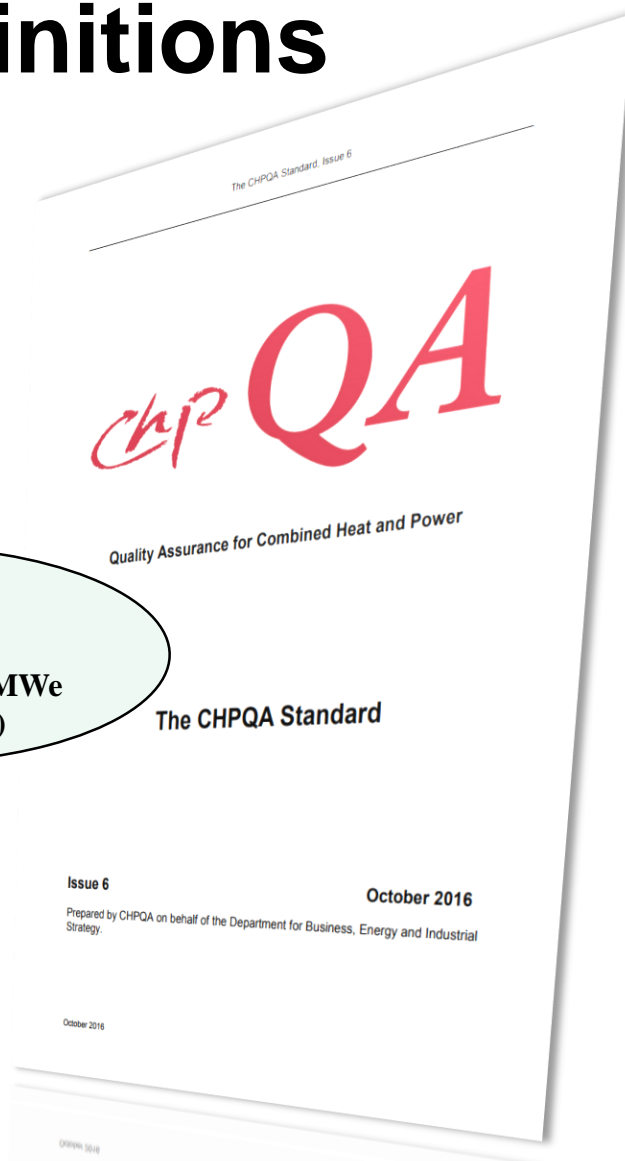 initions
The CHPQA Standard, Issue 6
chp QA
Quality Assurance for Combined Heat and Power
MWe
)
The CHPQA Standard
Issue 6
October 2016
Prepared by CHPQA on behalf of the Department for Business, Energy and Industrial
Strategy.
October 2016
October 2016